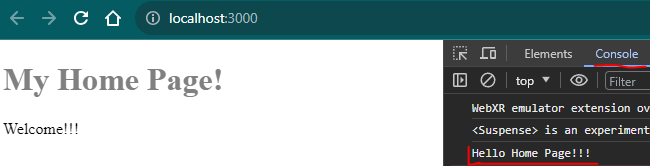 localhost:3000
My Home Page!
Welcome!!!
Elements Console
top Filter
WebXR emulator extension ov
<Suspense> is an experiment
Hello Home Page!!!